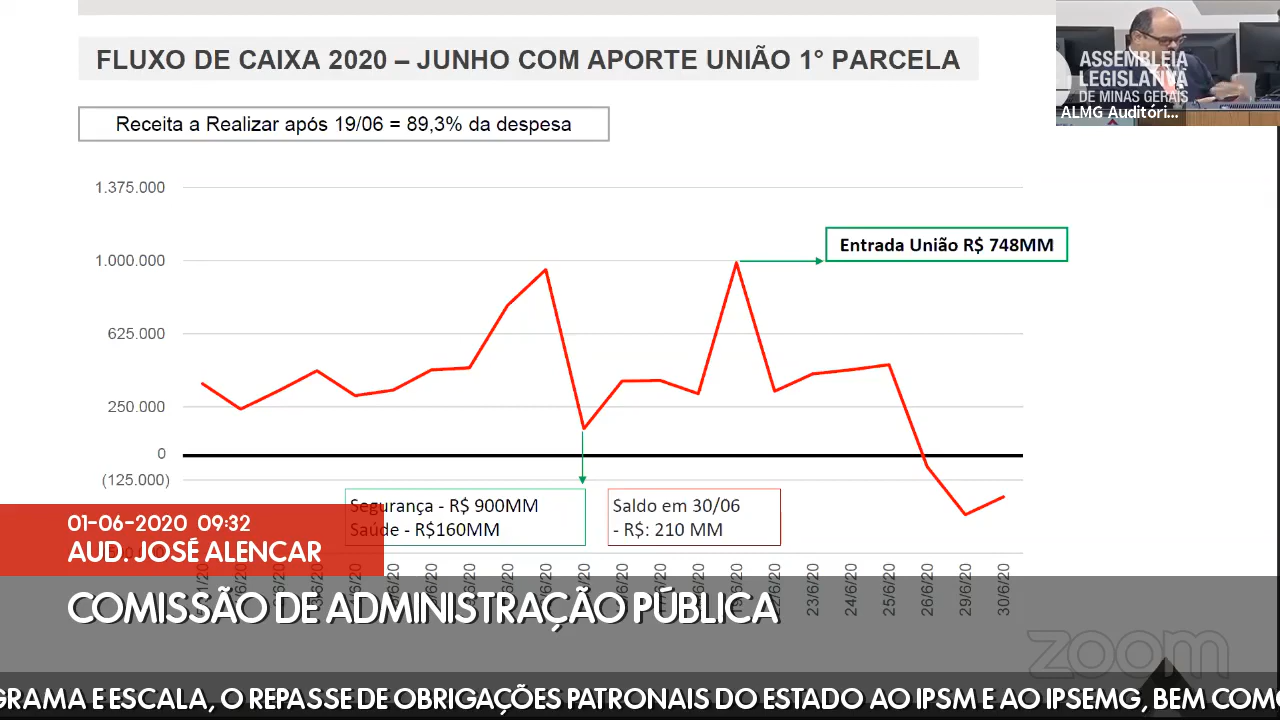 FLUXO DE CAIXA 2020 – JUNHO COM APORTE UNIÃO 1° PARCELA
ASSEMBLEIA
LEGISLATIVA
DE MINAS GERAIS
ALMG Auditóri...
Receita a Realizar após 19/06 = 89,3% da despesa
1.375.000
Entrada União R$ 748MM
1.000.000
625.000
250.000
0
(125.000)
Segurança - R$ 900MM
Saúde - R$160MM
Saldo em 30/06
- R$: 210 MM
01-06-2020 09:32
AUD. JOSÉ ALENCAR
22/6/20
23/6/20
24/6/20
25/6/20
26/6/20
29/6/20
30/6/20
COMISSÃO DE ADMINISTRAÇÃO PÚBLICA
zoom
GRAMA E ESCALA, O REPASSE DE OBRIGAÇÕES PATRONAIS DO ESTADO AO IPSM E AO IPSEMG, BEM COMO